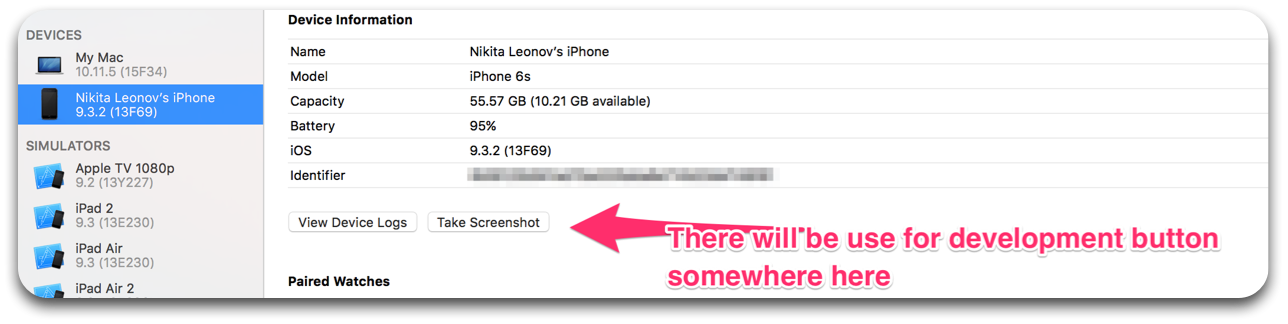 DEVICES
My Mac
10.11.5 (15F34)
Nikita Leonov's iPhone
9.3.2 (13F69)
SIMULATORS
Apple TV 1080p
9.2 (13Y227)
iPad 2
9.3 (13E230)
iPad Air
9.3 (13E230)
iPad Air 2
Device Information
Name Nikita Leonov's iPhone
Model iPhone 6s
Capacity 55.57 GB (10.21 GB available)
Battery 95%
iOS 9.3.2 (13F69)
Identifier
View Device Logs Take Screenshot
There will be use for development button
somewhere here
Paired Watches